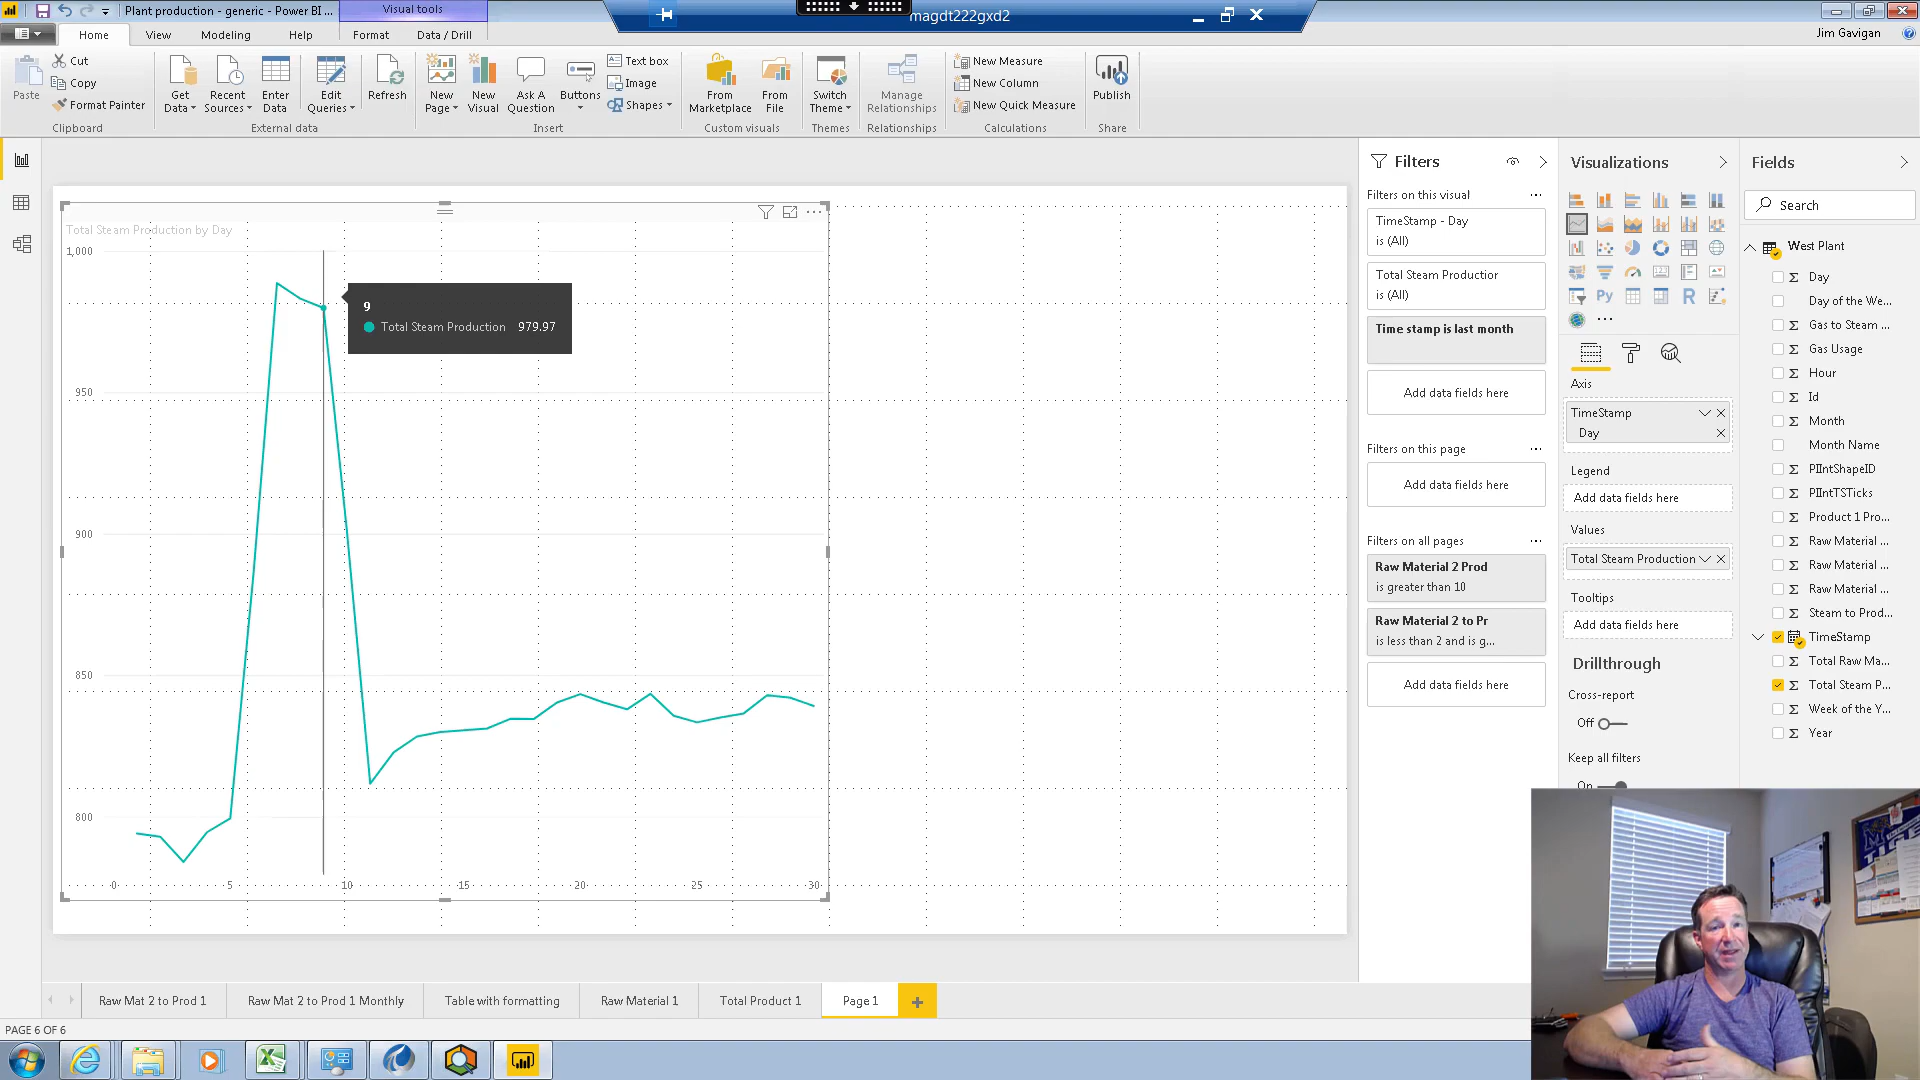 Plant production - generic - Power BI ...
Visual tools
magdt222gxd2
Home
View
Modeling
Help
Format
Data / Drill
Jim Gavigan
Paste
Cut
Copy
Format Painter
Clipboard
Get Data
Recent Sources
Enter Data
Edit Queries
External data
Refresh
New Page
New Visual
Ask A Question
Buttons
Text box
Image
Shapes
Insert
From Marketplace
From File
Custom visuals
Switch Theme
Themes
Manage Relationships
Relationships
New Measure
New Column
New Quick Measure
Calculations
Publish
Share
Total Steam Production by Day
1,000
950
900
850
800
0
5
10
15
20
25
30
9
Total Steam Production 979.97
Filters
Filters on this visual
TimeStamp - Day
is (All)
Total Steam Production
is (All)
Time stamp is last month
Add data fields here
Filters on this page
Add data fields here
Filters on all pages
Raw Material 2 Prod
is greater than 10
Raw Material 2 to Pr
is less than 2 and is g...
Add data fields here
Visualizations
Py
R
Axis
TimeStamp
Day
Legend
Add data fields here
Values
Total Steam Production
Tooltips
Add data fields here
Drillthrough
Cross-report
Off
Keep all filters
On
Fields
Search
West Plant
Day
Day of the We...
Gas to Steam ...
Gas Usage
Hour
Id
Month
Month Name
PIIntShapeID
PIIntTSTicks
Product 1 Pro...
Raw Material ...
Raw Material ...
Raw Material ...
Steam to Prod...
TimeStamp
Total Raw Ma...
Total Steam P...
Week of the Y...
Year
Raw Mat 2 to Prod 1
Raw Mat 2 to Prod 1 Monthly
Table with formatting
Raw Material 1
Total Product 1
Page 1
PAGE 6 OF 6